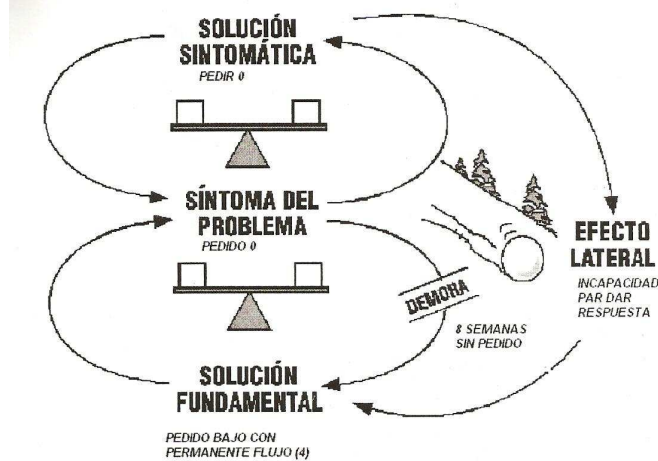 SOLUCIÓN
SINTOMÁTICA
PEDIR 0
SÍNTOMA DEL
PROBLEMA
PEDIDO 0
EFECTO
LATERAL
INCAPACIDAD
PAR DAR
RESPUESTA
DEMORA
8 SEMANAS
SIN PEDIDO
SOLUCIÓN
FUNDAMENTAL
PEDIDO BAJO CON
PERMANENTE FLUJO (4)